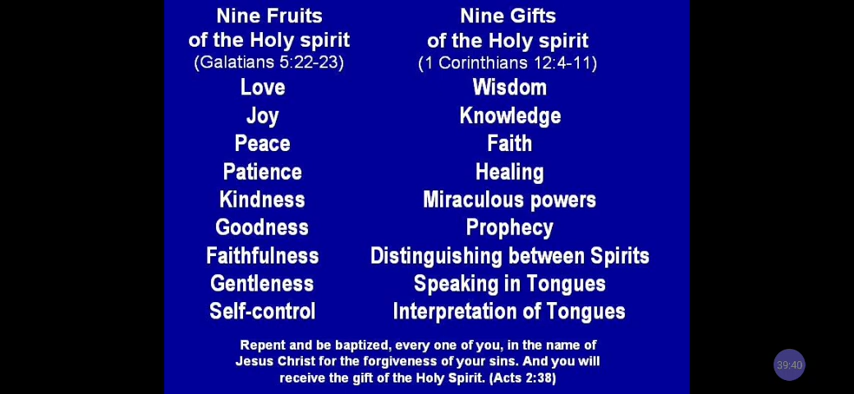 Nine Fruits
of the Holy spirit
(Galatians 5:22-23)
Love
Joy
Peace
Patience
Kindness
Goodness
Faithfulness
Gentleness
Self-control
Nine Gifts
of the Holy spirit
(1 Corinthians 12:4-11)
Wisdom
Knowledge
Faith
Healing
Miraculous powers
Prophecy
Distinguishing between Spirits
Speaking in Tongues
Interpretation of Tongues
Repent and be baptized, every one of you, in the name of
Jesus Christ for the forgiveness of your sins. And you will
receive the gift of the Holy Spirit. (Acts 2:38)
39:40